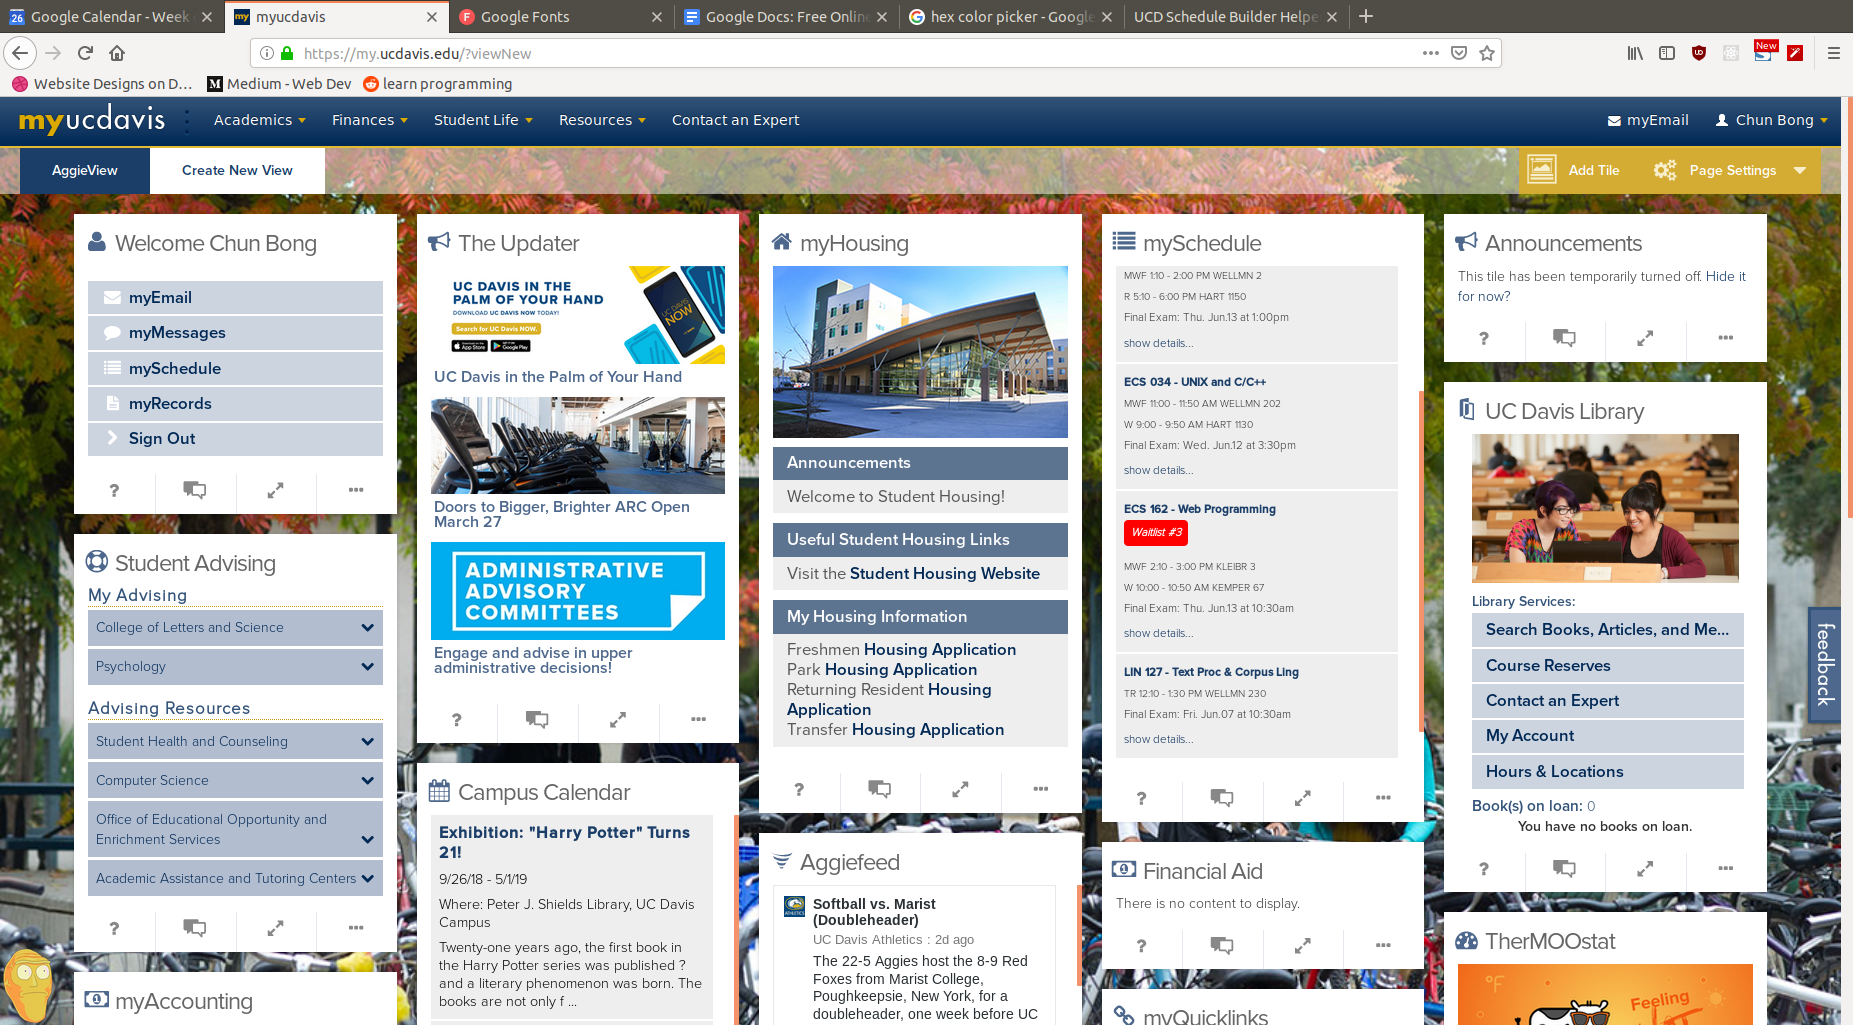 Google Calendar - Week
myucdavis
Google Fonts
Google Docs: Free Onlin
hex color picker - Google
UCD Schedule Builder Helpe
https://my.ucdavis.edu/?viewNew
New
Website Designs on D…
Medium - Web Dev
learn programming
myucdavis
Academics
Finances
Student Life
Resources
Contact an Expert
myEmail
Chun Bong
AggieView
Create New View
Add Tile
Page Settings
Welcome Chun Bong
myEmail
myMessages
mySchedule
myRecords
Sign Out
Student Advising
My Advising
College of Letters and Science
Psychology
Advising Resources
Student Health and Counseling
Computer Science
Office of Educational Opportunity and
Enrichment Services
Academic Assistance and Tutoring Centers
myAccounting
The Updater
UC DAVIS IN THE
PALM OF YOUR HAND
DOWNLOAD UC DAVIS NOW TODAY!
Search for UC Davis NOW.
App Store
Google Play
UC DAVIS
NOW
UC Davis in the Palm of Your Hand
Doors to Bigger, Brighter ARC Open
March 27
ADMINISTRATIVE
ADVISORY
COMMITTEES
Engage and advise in upper
administrative decisions!
Campus Calendar
Exhibition: "Harry Potter" Turns
21!
9/26/18 - 5/1/19
Where: Peter J. Shields Library, UC Davis
Campus
Twenty-one years ago, the first book in
the Harry Potter series was published ?
and a literary phenomenon was born. The
books are not only f ...
myHousing
Announcements
Welcome to Student Housing!
Useful Student Housing Links
Visit the Student Housing Website
My Housing Information
Freshmen Housing Application
Park Housing Application
Returning Resident Housing
Application
Transfer Housing Application
Aggiefeed
Softball vs. Marist
(Doubleheader)
UC Davis Athletics : 2d ago
The 22-5 Aggies host the 8-9 Red
Foxes from Marist College,
Poughkeepsie, New York, for a
doubleheader, one week before UC
mySchedule
MWF 1:10 - 2:00 PM WELLMN 2
R 5:10 - 6:00 PM HART 1150
Final Exam: Thu. Jun.13 at 1:00pm
show details...
ECS 034 - UNIX and C/C++
MWF 11:00 - 11:50 AM WELLMN 202
W 9:00 - 9:50 AM HART 1130
Final Exam: Wed. Jun.12 at 3:30pm
show details...
ECS 162 - Web Programming
Waitlist #3
MWF 2:10 - 3:00 PM KLEIBR 3
W 10:00 - 10:50 AM KEMPER 67
Final Exam: Thu. Jun.13 at 10:30am
show details...
LIN 127 - Text Proc & Corpus Ling
TR 12:10 - 1:30 PM WELLMN 230
Final Exam: Fri. Jun.07 at 10:30am
show details...
Financial Aid
There is no content to display.
myQuicklinks
Announcements
This tile has been temporarily turned off. Hide it
for now?
UC Davis Library
Library Services:
Search Books, Articles, and Me...
Course Reserves
Contact an Expert
My Account
Hours & Locations
Book(s) on loan: 0
You have no books on loan.
TherMOOstat
°F
Feeling
feedback